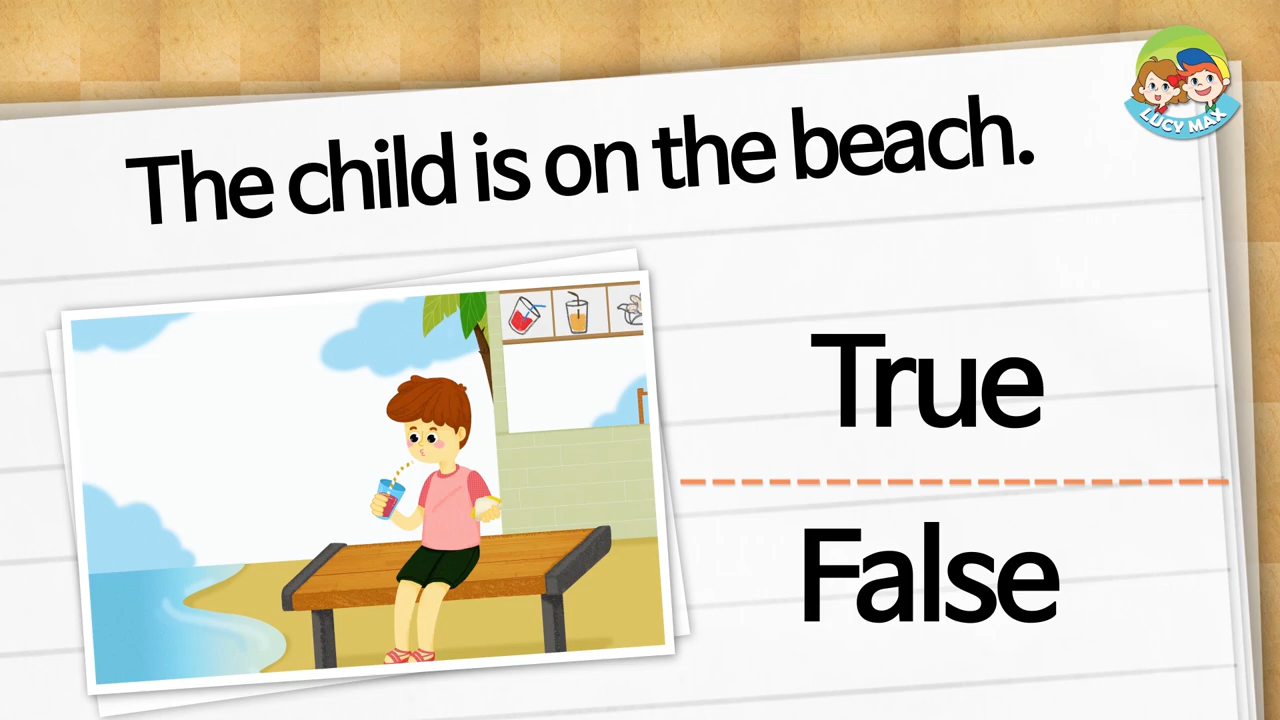 The child is on the beach.
LUCY MAX
True
False